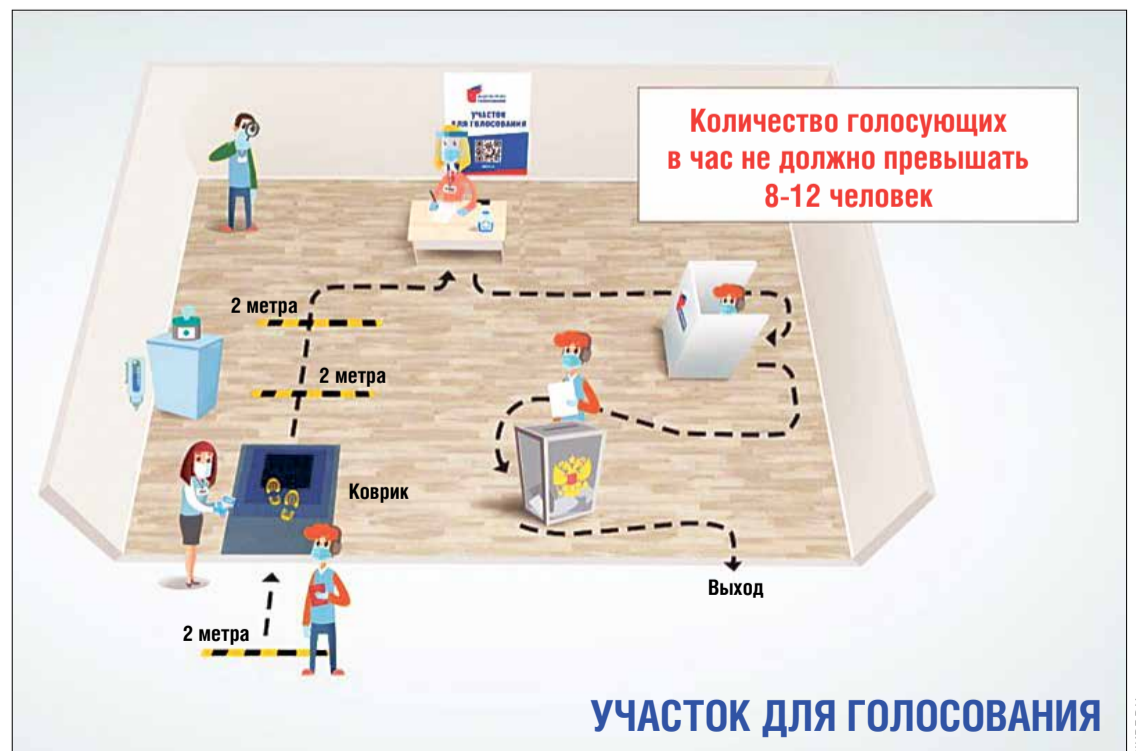 ГОЛОСОВАНИЯ
УЧАСТОК
ДЛЯ ГОЛОСОВАНИЯ
Количество голосующих
в час не должно превышать
8-12 человек
2 метра
2 метра
Коврик
Выход
2 метра
УЧАСТОК ДЛЯ ГОЛОСОВАНИЯ